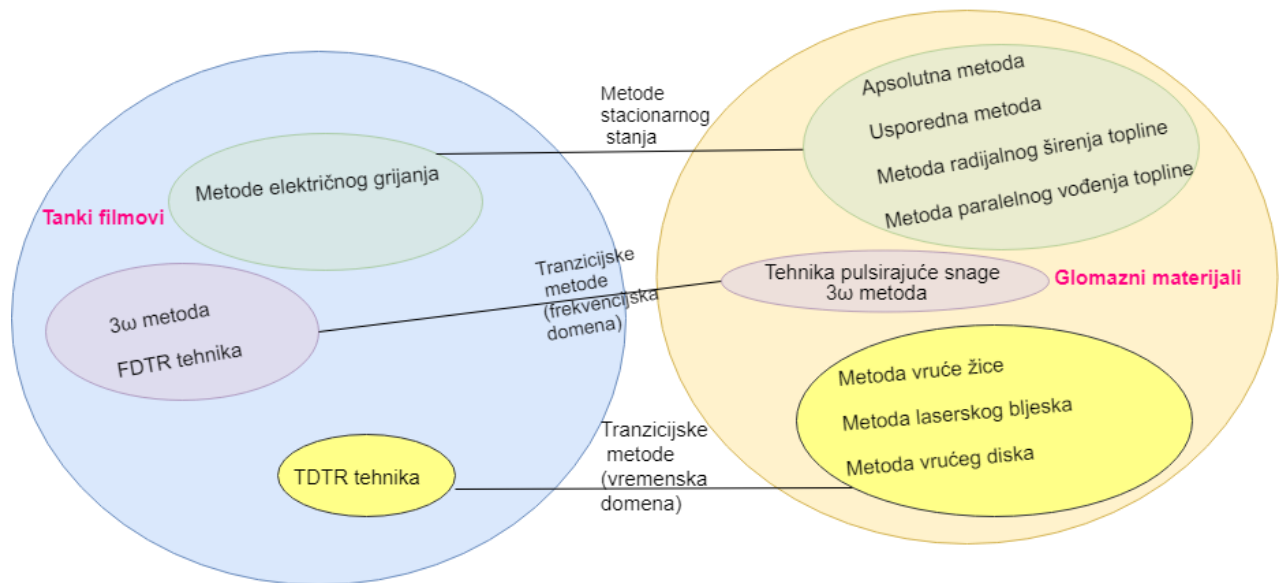 Metode
stacionarnog
stanja
Apsolutna metoda
Usporedna metoda
Metoda radijalnog širenja topline
Metoda paralelnog vođenja topline
Metode električnog grijanja
Tanki filmovi
Tranzicijske
metode
(frekvencijska
domena)
Tehnika pulsirajuće snage
3ω metoda
Glomazni materijali
3ω metoda
FDTR tehnika
Metoda vruće žice
Metoda laserskog bljeska
Metoda vrućeg diska
Tranzicijske
metode
(vremenska
domena)
TDTR tehnika